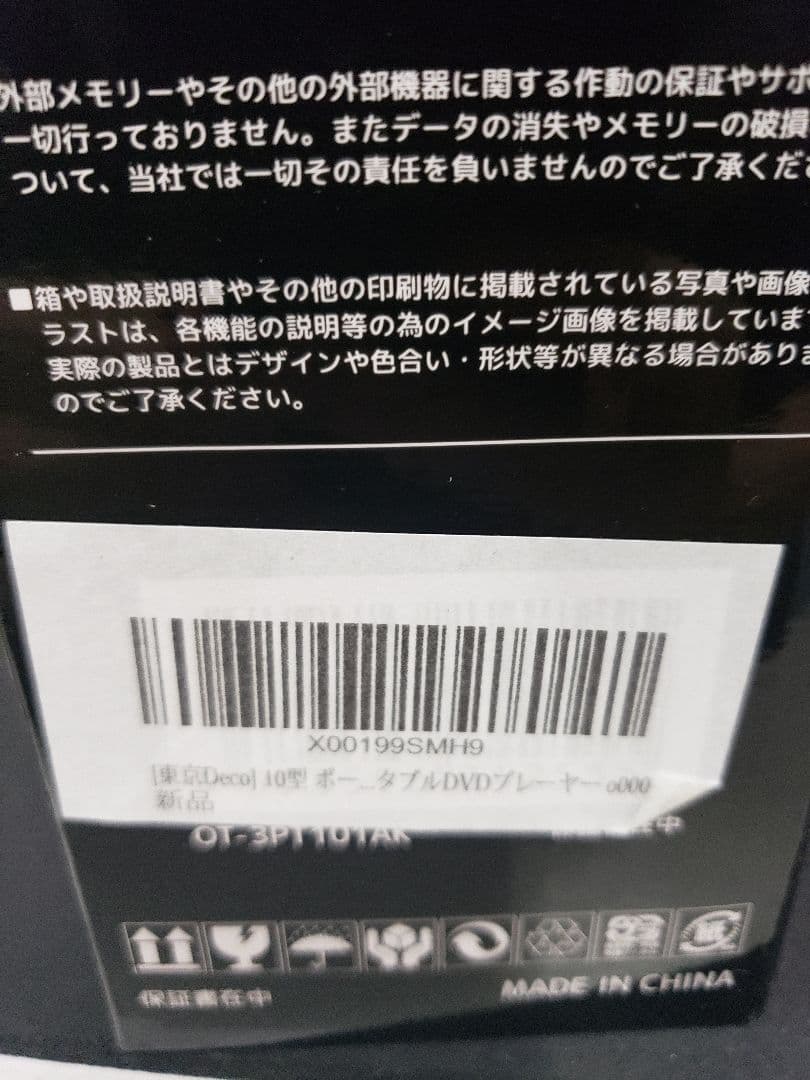 外部メモリーやその他の外部機器に関する作動の保証やサポ
一切行っておりません。またデータの消失やメモリーの破損
ついて、当社では一切その責任を負いませんのでご了承くださ
■箱や取扱説明書やその他の印刷物に掲載されている写真や画像
ラストは、各機能の説明等の為のイメージ画像を掲載していま
実際の製品とはデザインや色合い・形状等が異なる場合がありま
のでご了承ください。
X00199SMH9
[東京Deco] 10型 ポー...タブルDVDプレーヤー o000
新品
OT-3PT101AK
在中
保証書在中
MADE IN CHINA